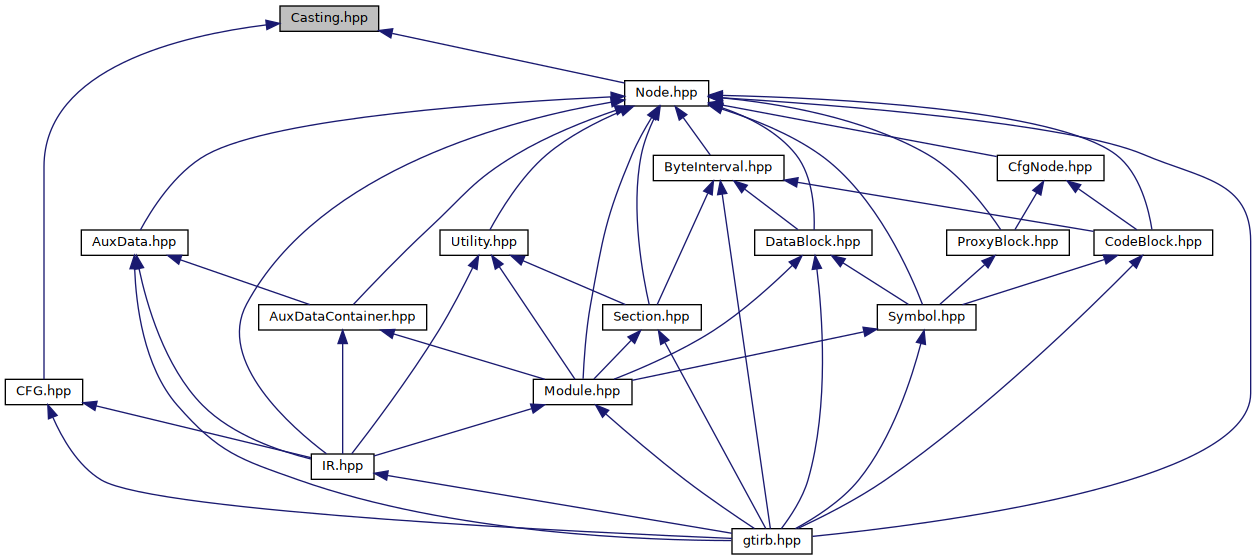 Casting.hpp
Node.hpp
ByteInterval.hpp
CfgNode.hpp
AuxData.hpp
Utility.hpp
DataBlock.hpp
ProxyBlock.hpp
CodeBlock.hpp
AuxDataContainer.hpp
Section.hpp
Symbol.hpp
CFG.hpp
Module.hpp
IR.hpp
gtirb.hpp